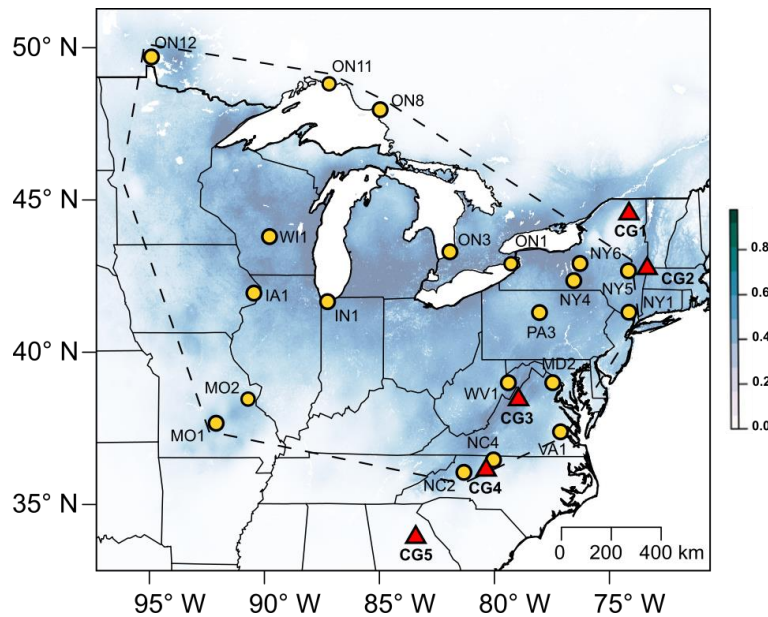 50° N
ON12
ON11
ON8
45° N
CG1
ON3
ON1
WI1
NY6
CG2
NY5
NY4
NY1
IA1
IN1
PA3
40° N
MD2
MO2
WV1
CG3
MO1
NC4
VA1
NC2
CG4
35° N
CG5
0 200 400 km
95° W
90° W
85° W
80° W
75° W
0.8
0.6
0.4
0.2
0.0